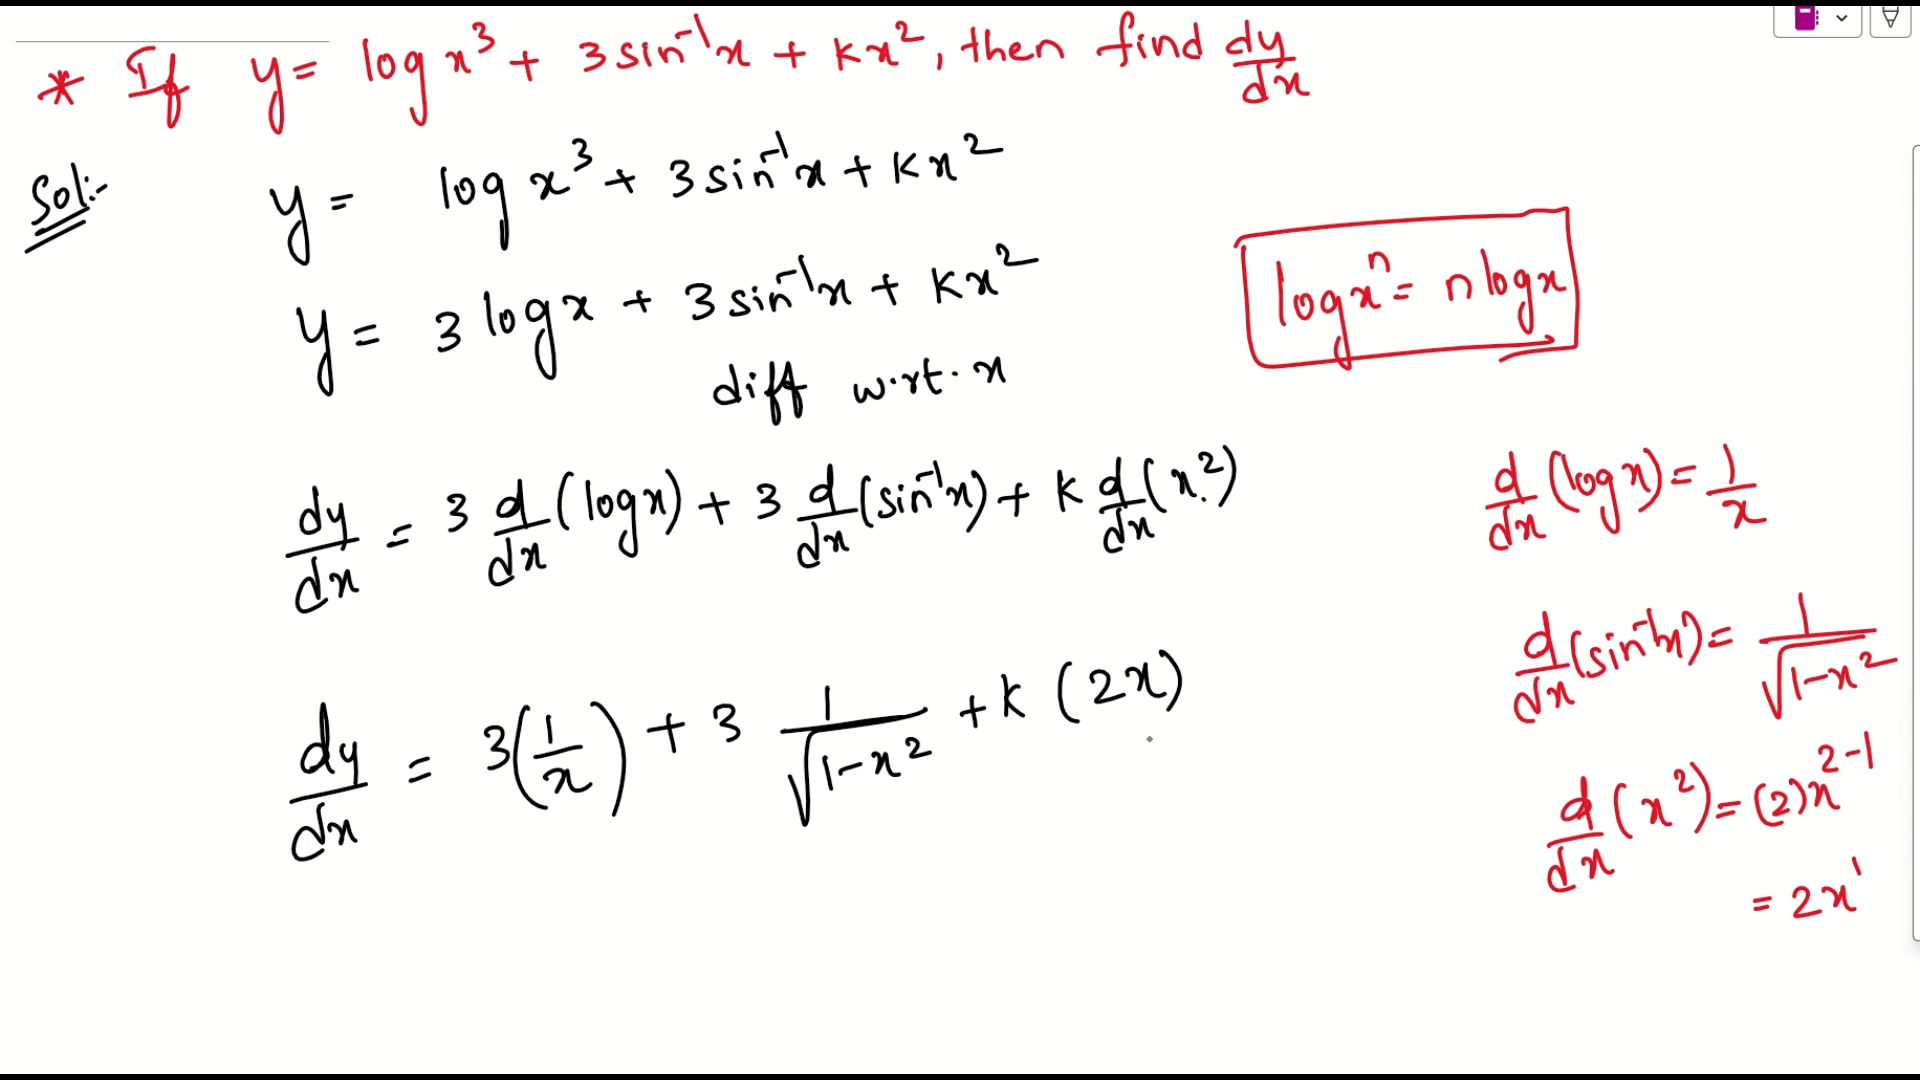 * If y = log x³ + 3 sin⁻¹x + kx², then find dy/dx
Sol:- y = log x³ + 3 sin⁻¹x + kx²
y = 3 log x + 3 sin⁻¹x + kx²
log xⁿ = n log x
diff w.r.t. x
dy/dx = 3 d/dx (log x) + 3 d/dx (sin⁻¹x) + k d/dx (x²)
d/dx (log x) = 1/x
dy/dx = 3(1/x) + 3 1/√(1-x²) + k (2x)
d/dx (sin⁻¹x) = 1/√(1-x²)
d/dx (x²) = (2)x²⁻¹
= 2x¹